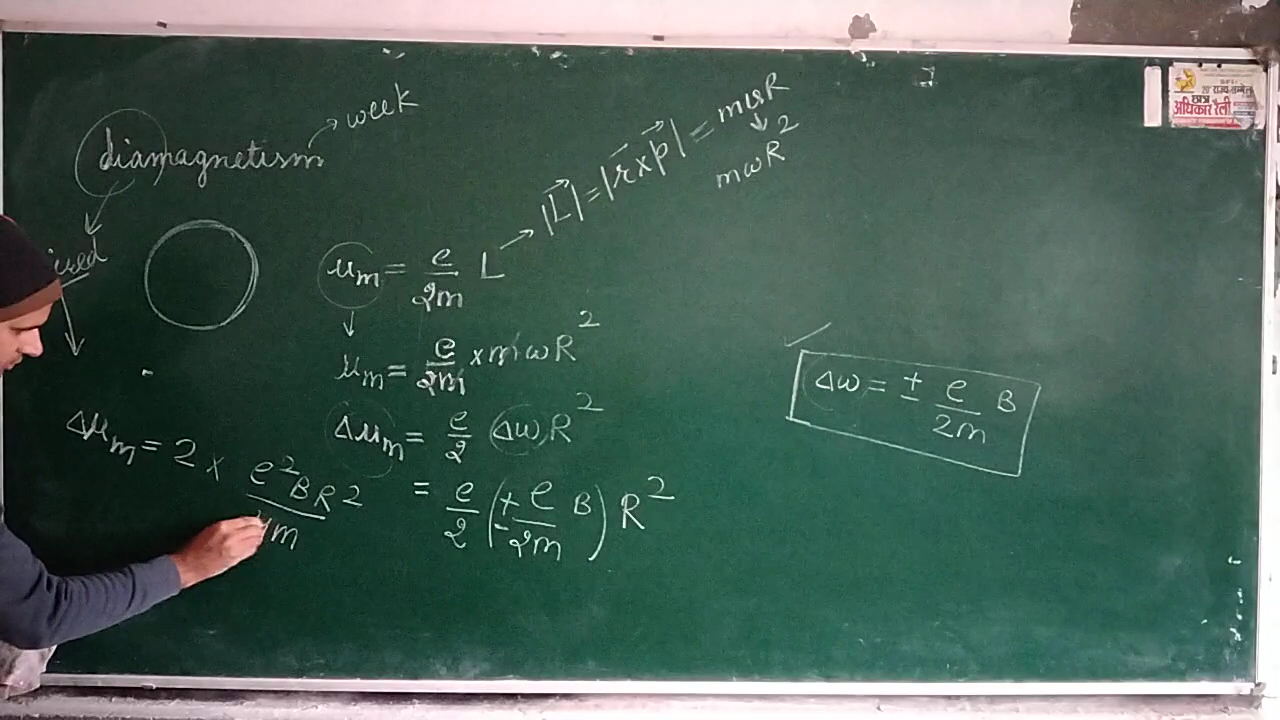 diamagnetism → week
|L⃗| = |r⃗ x p⃗| = mvR
mωR²
μm = e/2m L
μm = e/2m x mωR²
Δμm = e/2 Δω R²
= e/2 (± e/2m B) R²
Δμm = 2 x e²BR²/4m
Δω = ± e/2m B
छात्र
अधिकार रैली